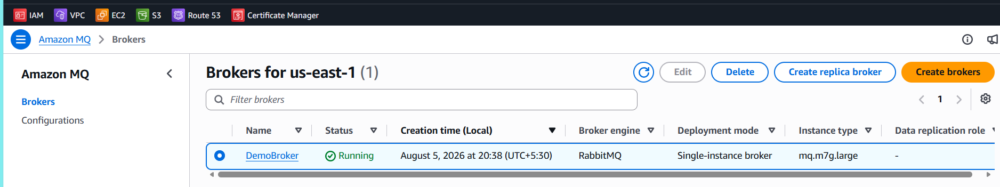 IAM VPC EC2 S3 Route 53 Certificate Manager
Amazon MQ > Brokers
Amazon MQ
Brokers
Configurations
Brokers for us-east-1 (1)
Edit Delete Create replica broker Create brokers
Filter brokers
1
Name Status Creation time (Local) Broker engine Deployment mode Instance type Data replication role
DemoBroker Running August 5, 2026 at 20:38 (UTC+5:30) RabbitMQ Single-instance broker mq.m7g.large -